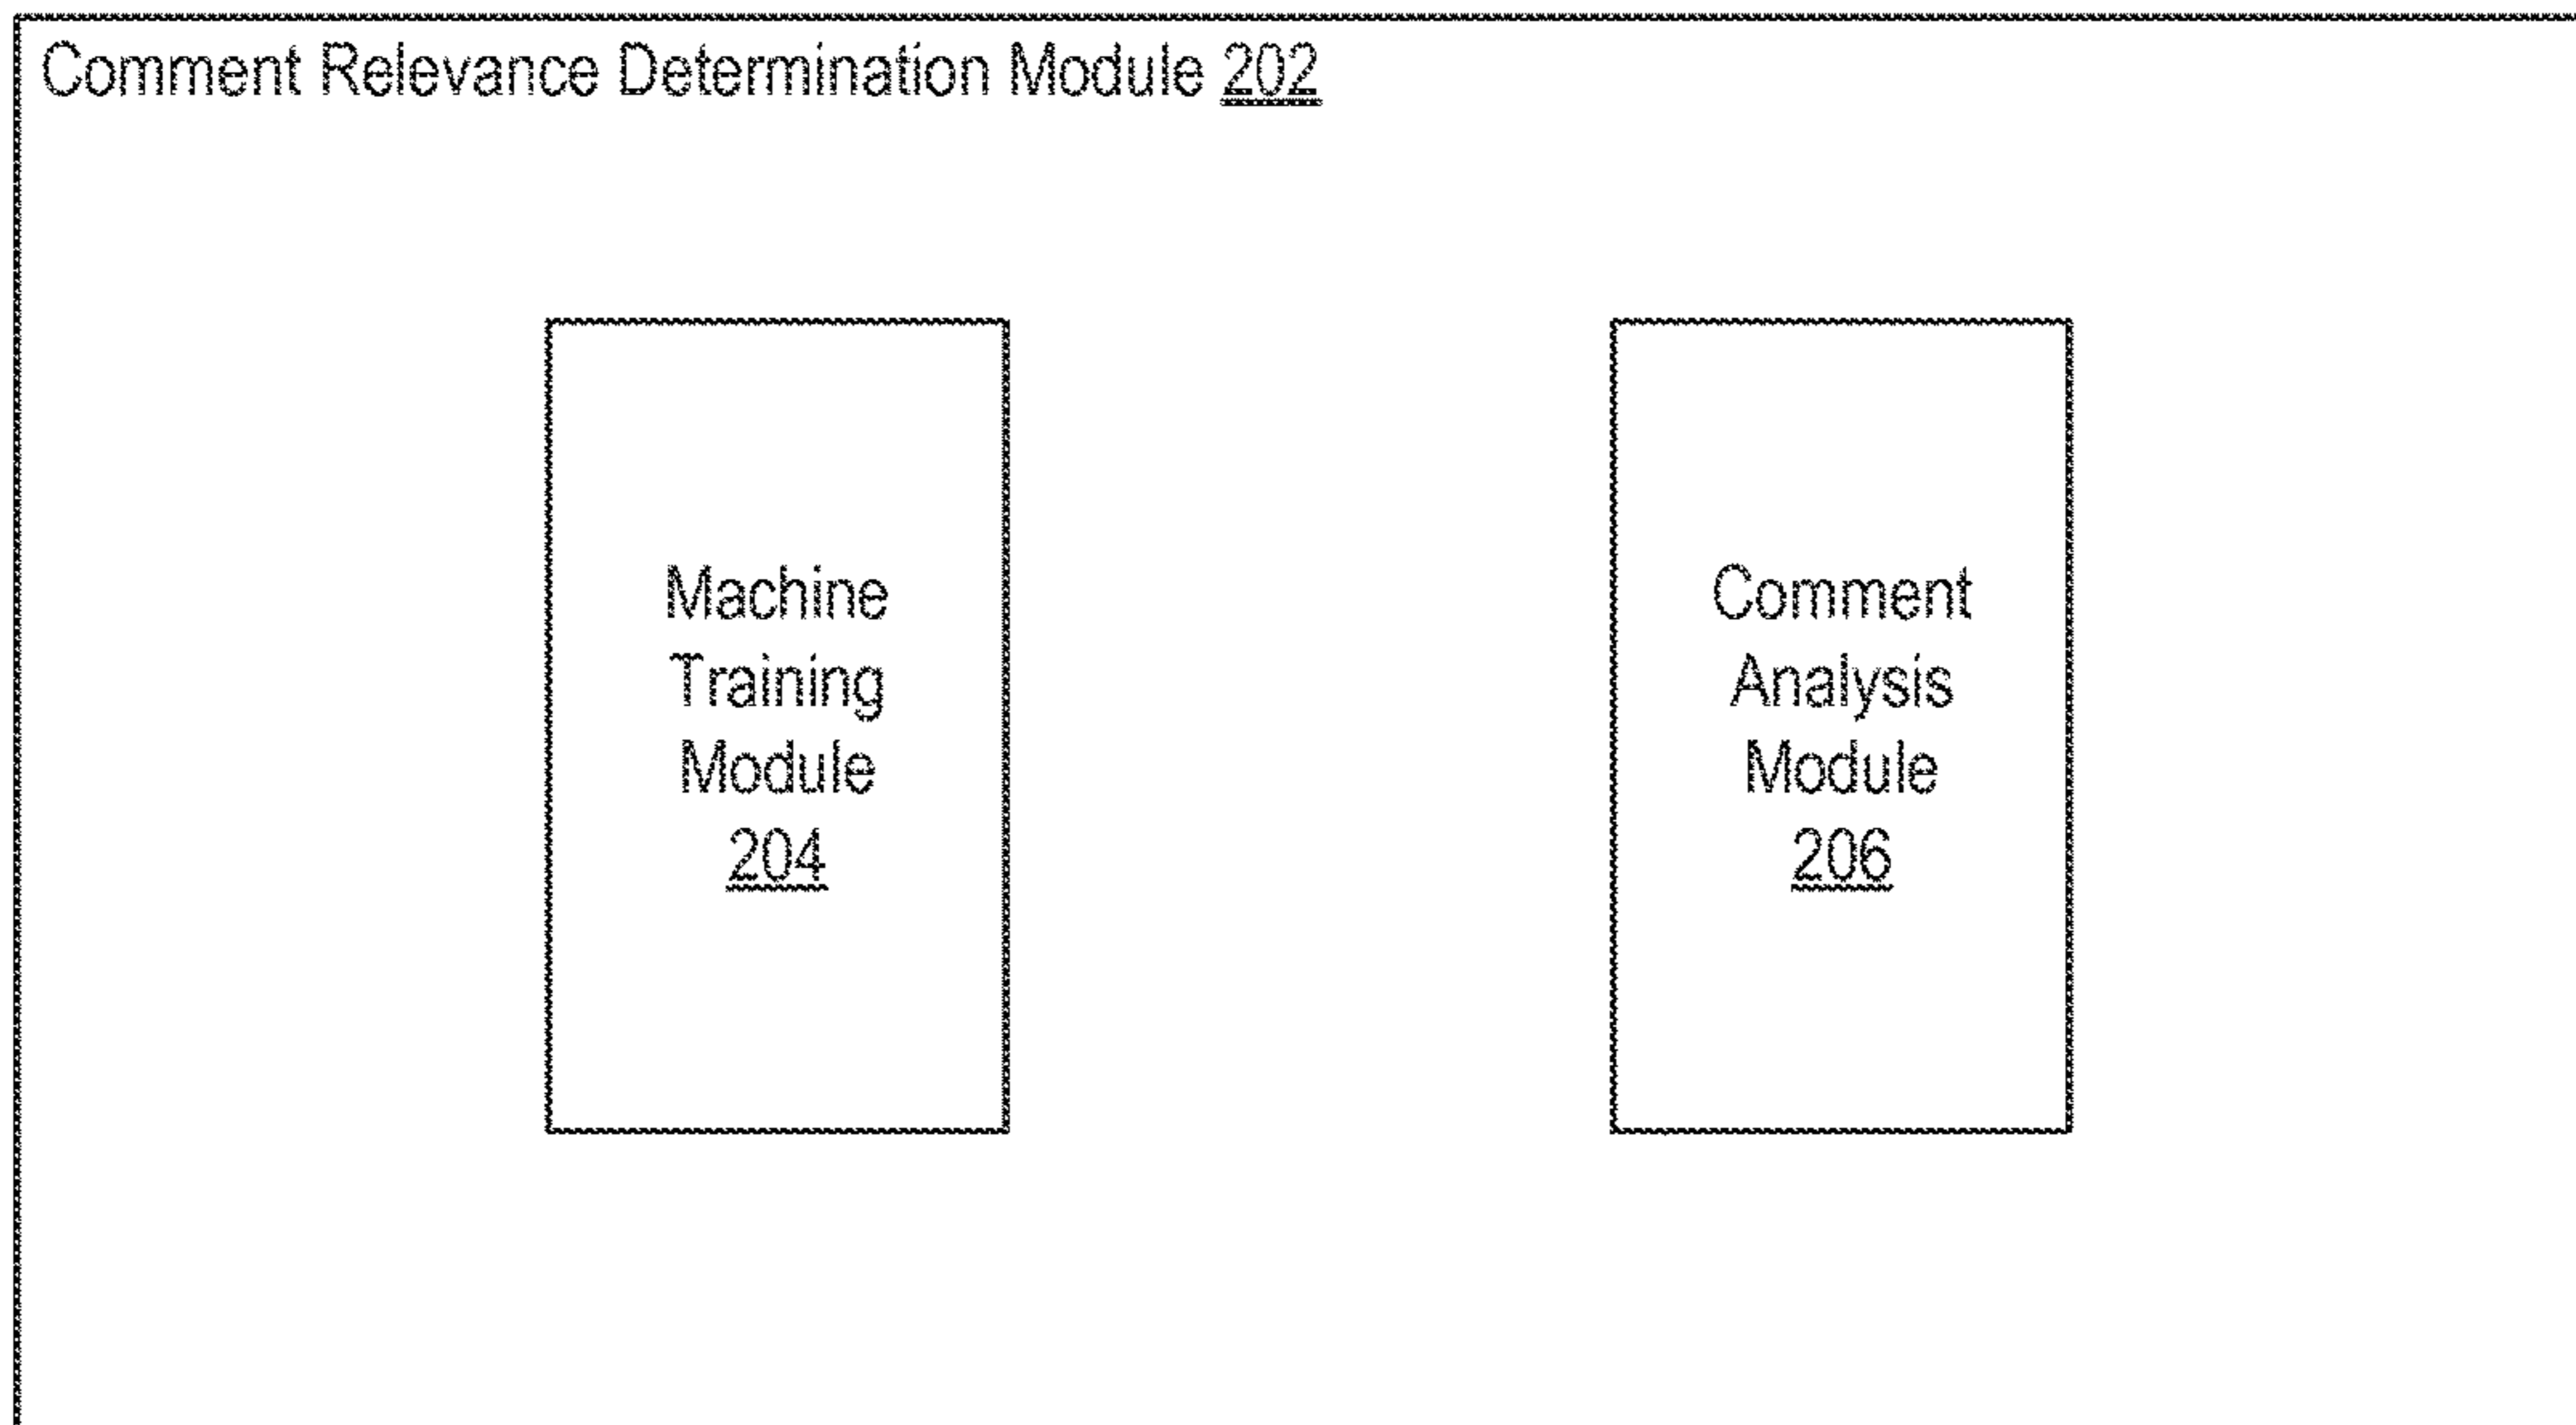 Comment Relevance Determination Module 202
Machine
Training
Module
204
Comment
Analysis
Module
206